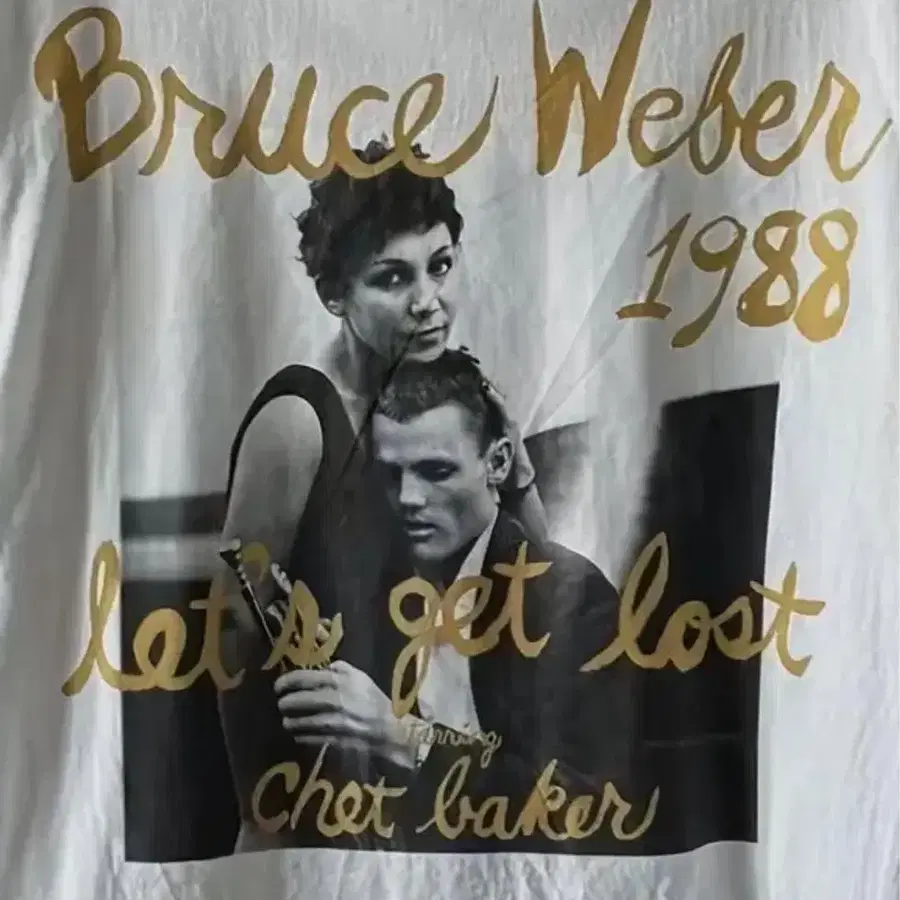 Bruce Weber
1988
let's get lost
starring
chet baker